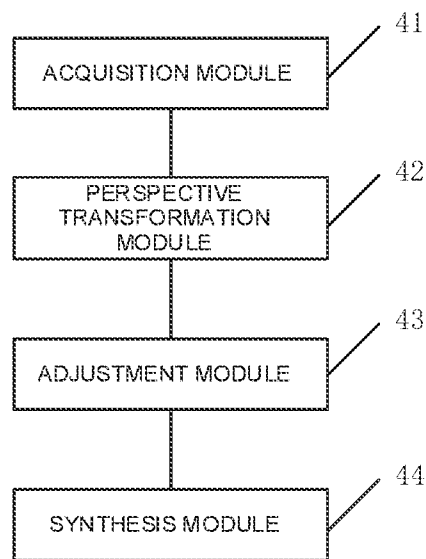 41
ACQUISITION MODULE
42
PERSPECTIVE
TRANSFORMATION
MODULE
43
ADJUSTMENT MODULE
44
SYNTHESIS MODULE